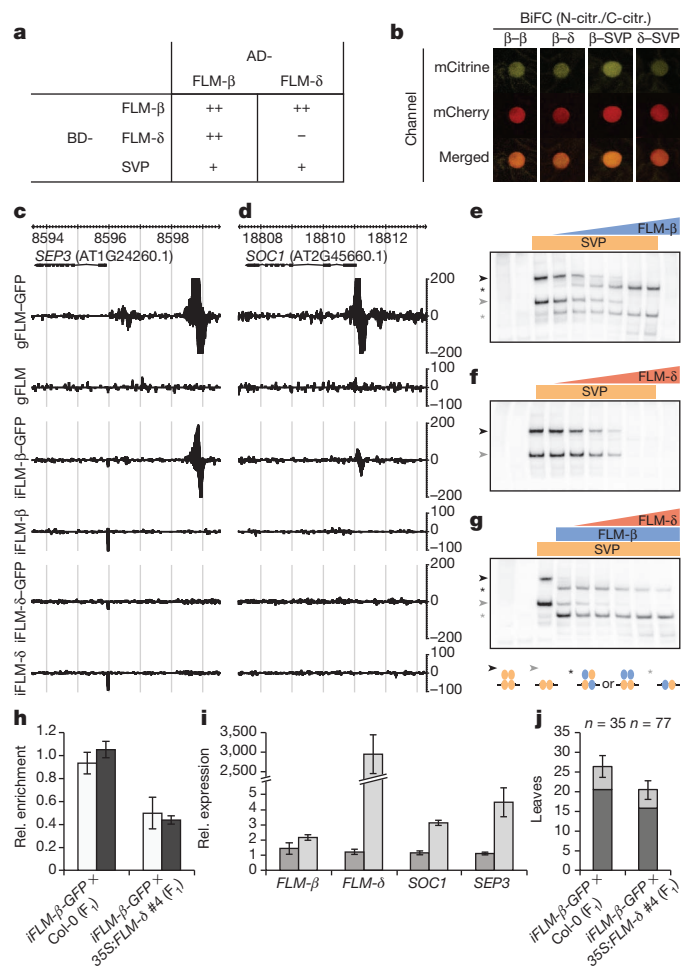 a
AD-
FLM-β FLM-δ
FLM-β ++ ++
BD- FLM-δ ++ −
SVP + +
b
BiFC (N-citr./C-citr.)
β–β β–δ β–SVP δ–SVP
Channel
mCitrine
mCherry
Merged
c
8594 8596 8598
SEP3 (AT1G24260.1)
d
18808 18810 18812
SOC1 (AT2G45660.1)
gFLM–GFP
200
0
−200
gFLM
100
0
−100
iFLM-β–GFP
200
0
−200
iFLM-β
100
0
−100
iFLM-δ–GFP
200
0
−200
iFLM-δ
100
0
−100
e
FLM-β
SVP
*
*
f
FLM-δ
SVP
g
FLM-δ
FLM-β
SVP
*
*
* or *
h
Rel. enrichment
1.2
1.0
0.8
0.6
0.4
0.2
0
iFLM-β-GFP ×
Col-0 (F1)
iFLM-β-GFP ×
35S:FLM-δ #4 (F1)
i
Rel. expression
3,500
3,000
2,500
6
5
4
3
2
1
0
FLM-β FLM-δ SOC1 SEP3
j
n = 35 n = 77
Leaves
35
30
25
20
15
10
5
0
iFLM-β-GFP ×
Col-0 (F1)
iFLM-β-GFP ×
35S:FLM-δ #4 (F1)